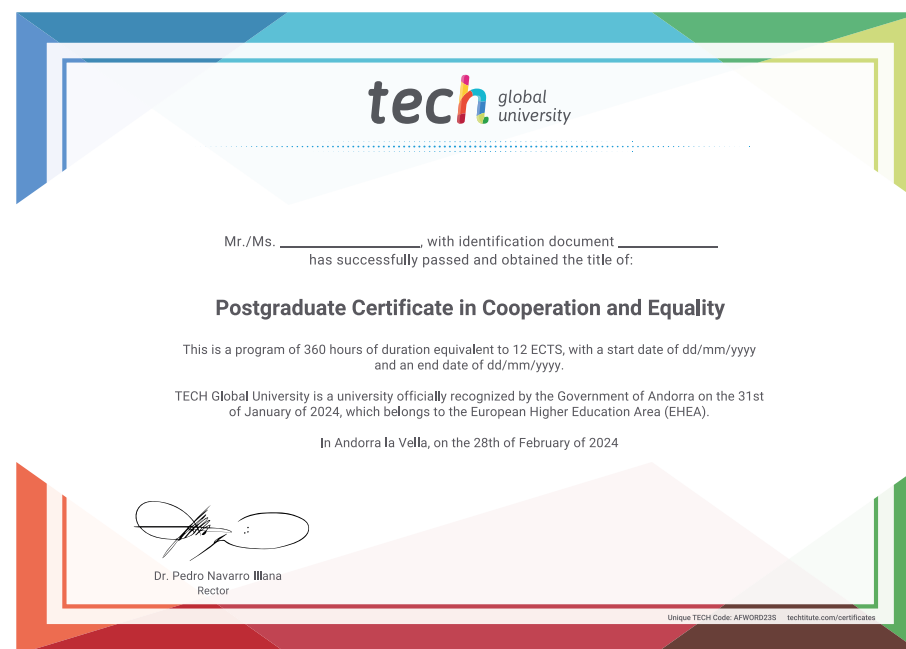 tech global university
Mr./Ms. ____________, with identification document ____________
has successfully passed and obtained the title of:
Postgraduate Certificate in Cooperation and Equality
This is a program of 360 hours of duration equivalent to 12 ECTS, with a start date of dd/mm/yyyy
and an end date of dd/mm/yyyy.
TECH Global University is a university officially recognized by the Government of Andorra on the 31st
of January of 2024, which belongs to the European Higher Education Area (EHEA).
In Andorra la Vella, on the 28th of February of 2024
Dr. Pedro Navarro Illana
Rector
Unique TECH Code: AFWORD23S techtitute.com/certificates